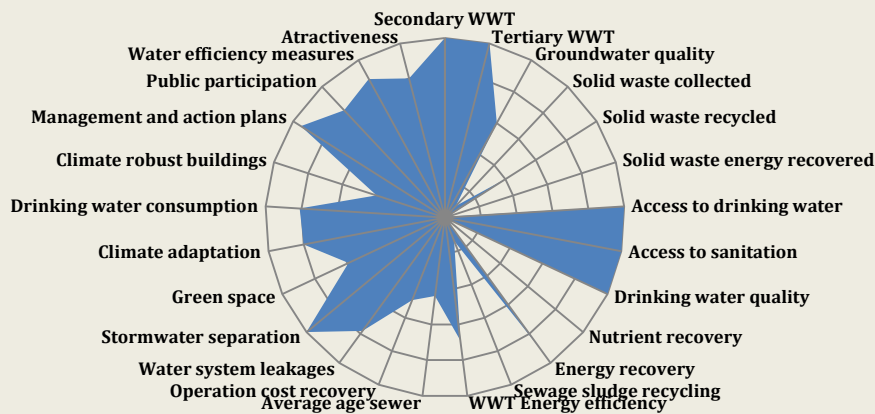 Secondary WWT
Tertiary WWT
Groundwater quality
Solid waste collected
Solid waste recycled
Solid waste energy recovered
Access to drinking water
Access to sanitation
Drinking water quality
Nutrient recovery
Energy recovery
Sewage sludge recycling
WWT Energy efficiency
Average age sewer
Operation cost recovery
Water system leakages
Stormwater separation
Green space
Climate adaptation
Drinking water consumption
Climate robust buildings
Management and action plans
Public participation
Water efficiency measures
Atractiveness